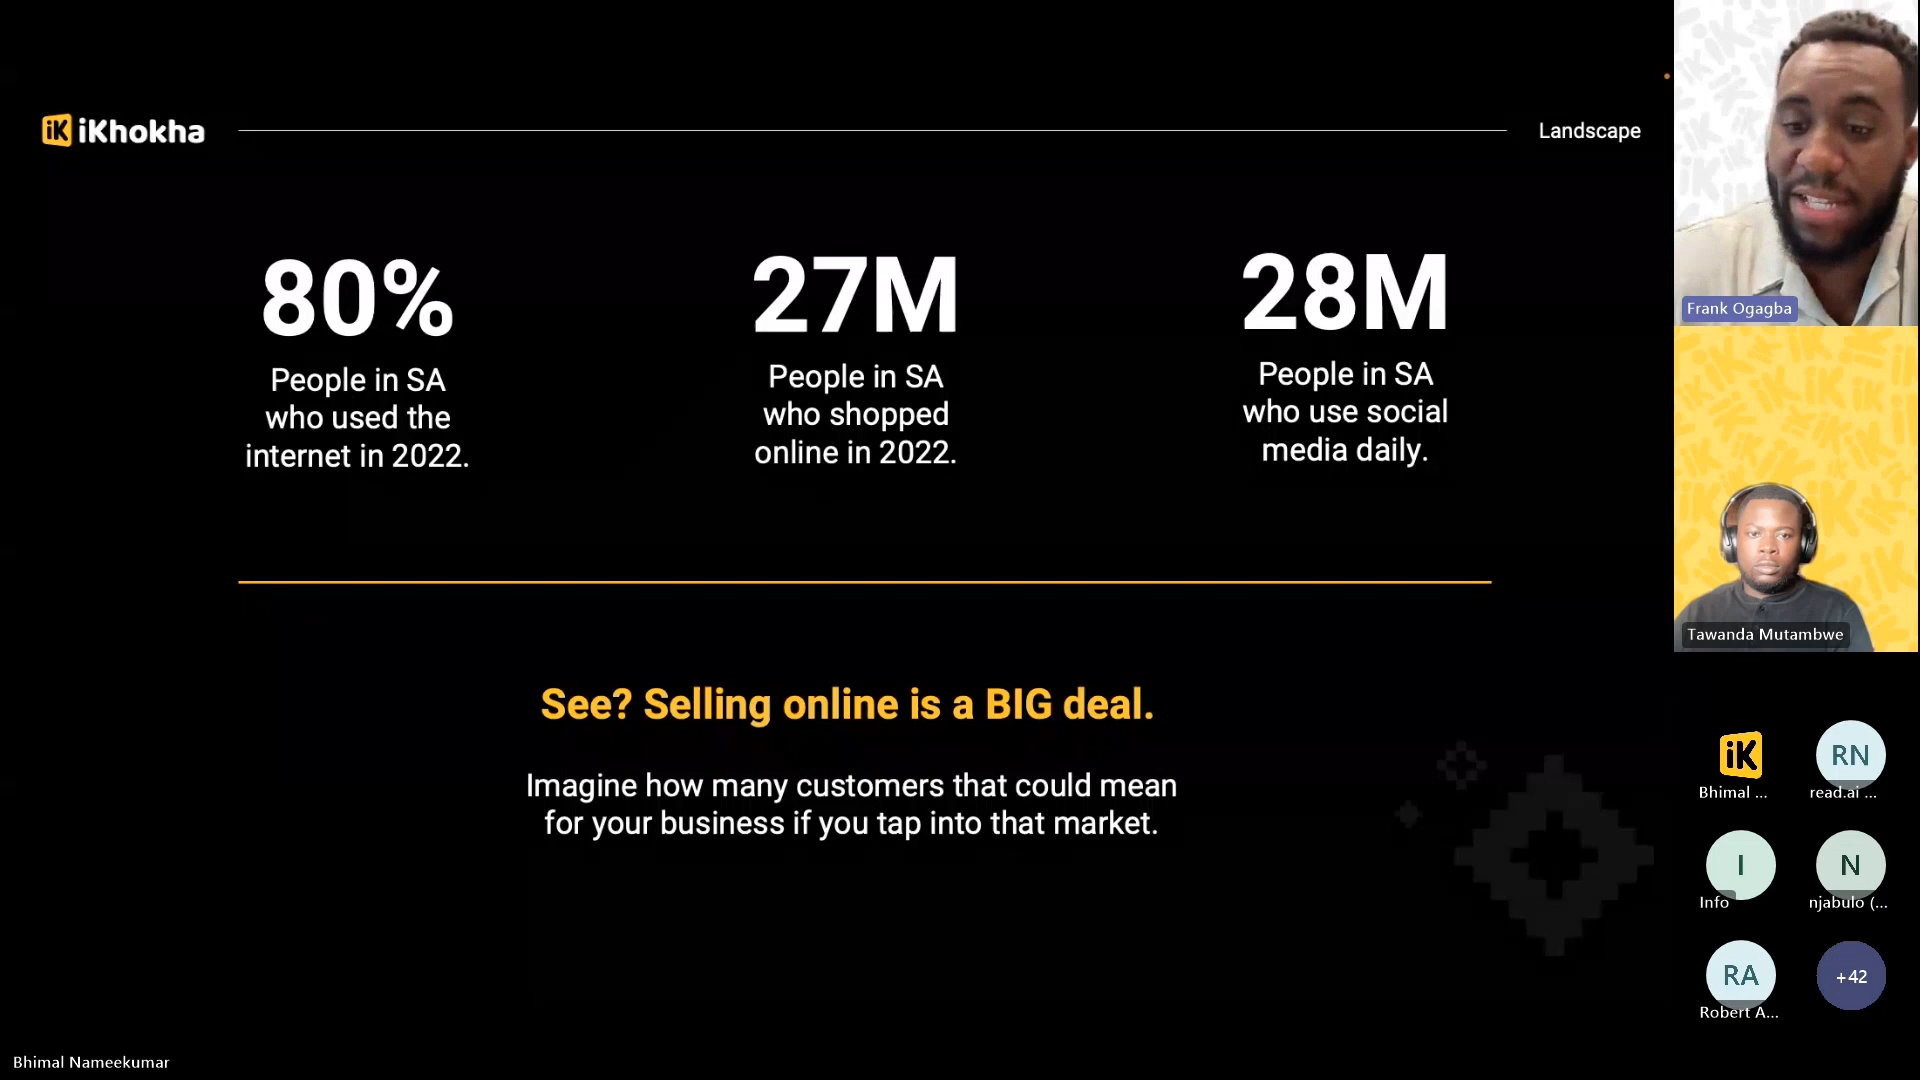 iK iKhokha
Landscape
80%
People in SA
who used the
internet in 2022.
27M
People in SA
who shopped
online in 2022.
28M
People in SA
who use social
media daily.
See? Selling online is a BIG deal.
Imagine how many customers that could mean
for your business if you tap into that market.
Frank Ogagba
Tawanda Mutambwe
iK
Bhimal ...
RN
read.ai ...
I
Info
N
njabulo (...
RA
Robert A...
+42
Bhimal Nameekumar